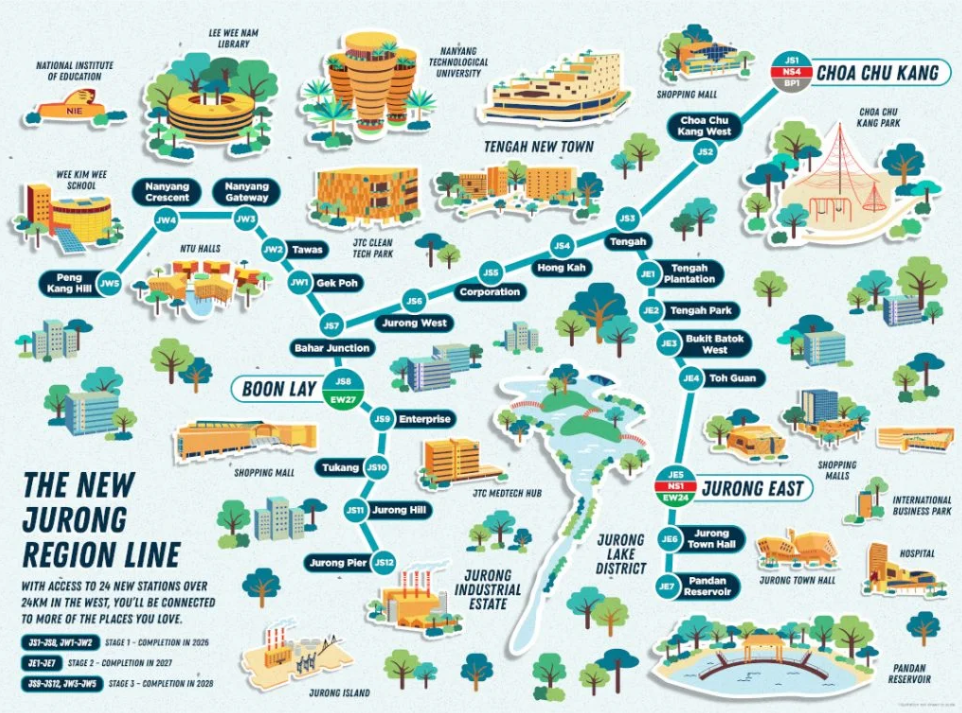 LEE WEE NAM
LIBRARY
NATIONAL INSTITUTE
OF EDUCATION
NIE
NANYANG
TECHNOLOGICAL
UNIVERSITY
SHOPPING MALL
JS1
NS4
BP1
CHOA CHU KANG
CHOA CHU
KANG PARK
Choa Chu
Kang West
JS2
TENGAH NEW TOWN
WEE KIM WEE
SCHOOL
Nanyang
Crescent
Nanyang
Gateway
JW4
JW3
JTC CLEAN
TECH PARK
NTU HALLS
JW2
Tawas
JS3
Tengah
JS4
Hong Kah
JS5
Corporation
Peng
Kang Hill
JW5
JW1
Gek Poh
JS6
Jurong West
JS7
Bahar Junction
JE1
Tengah
Plantation
JE2
Tengah Park
JE3
Bukit Batok
West
JE4
Toh Guan
BOON LAY
JS8
EW27
JS9
Enterprise
SHOPPING MALL
Tukang
JS10
JTC MEDTECH HUB
JS11
Jurong Hill
Jurong Pier
JS12
JURONG
INDUSTRIAL
ESTATE
JURONG
LAKE
DISTRICT
JE5
NS1
EW24
JURONG EAST
SHOPPING
MALLS
INTERNATIONAL
BUSINESS PARK
JE6
Jurong
Town Hall
JURONG TOWN HALL
HOSPITAL
JE7
Pandan
Reservoir
PANDAN
RESERVOIR
JURONG ISLAND
THE NEW
JURONG
REGION LINE
WITH ACCESS TO 24 NEW STATIONS OVER
24KM IN THE WEST, YOU'LL BE CONNECTED
TO MORE OF THE PLACES YOU LOVE.
JS1-JS8, JW1-JW2 STAGE 1 - COMPLETION IN 2026
JE1-JE7 STAGE 2 - COMPLETION IN 2027
JS9-JS12, JW3-JW5 STAGE 3 - COMPLETION IN 2028